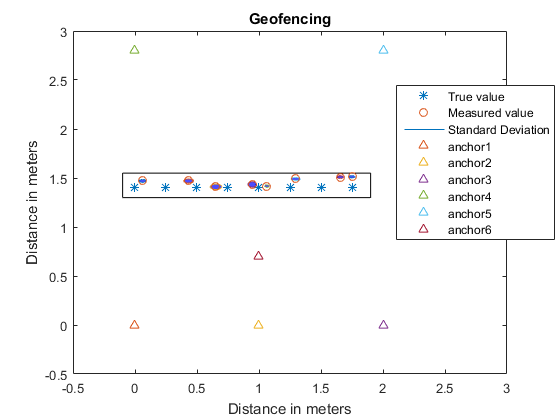 Geofencing
3
2.5
2
1.5
1
0.5
0
-0.5
Distance in meters
True value
Measured value
Standard Deviation
anchor1
anchor2
anchor3
anchor4
anchor5
anchor6
-0.5 0 0.5 1 1.5 2 2.5 3
Distance in meters